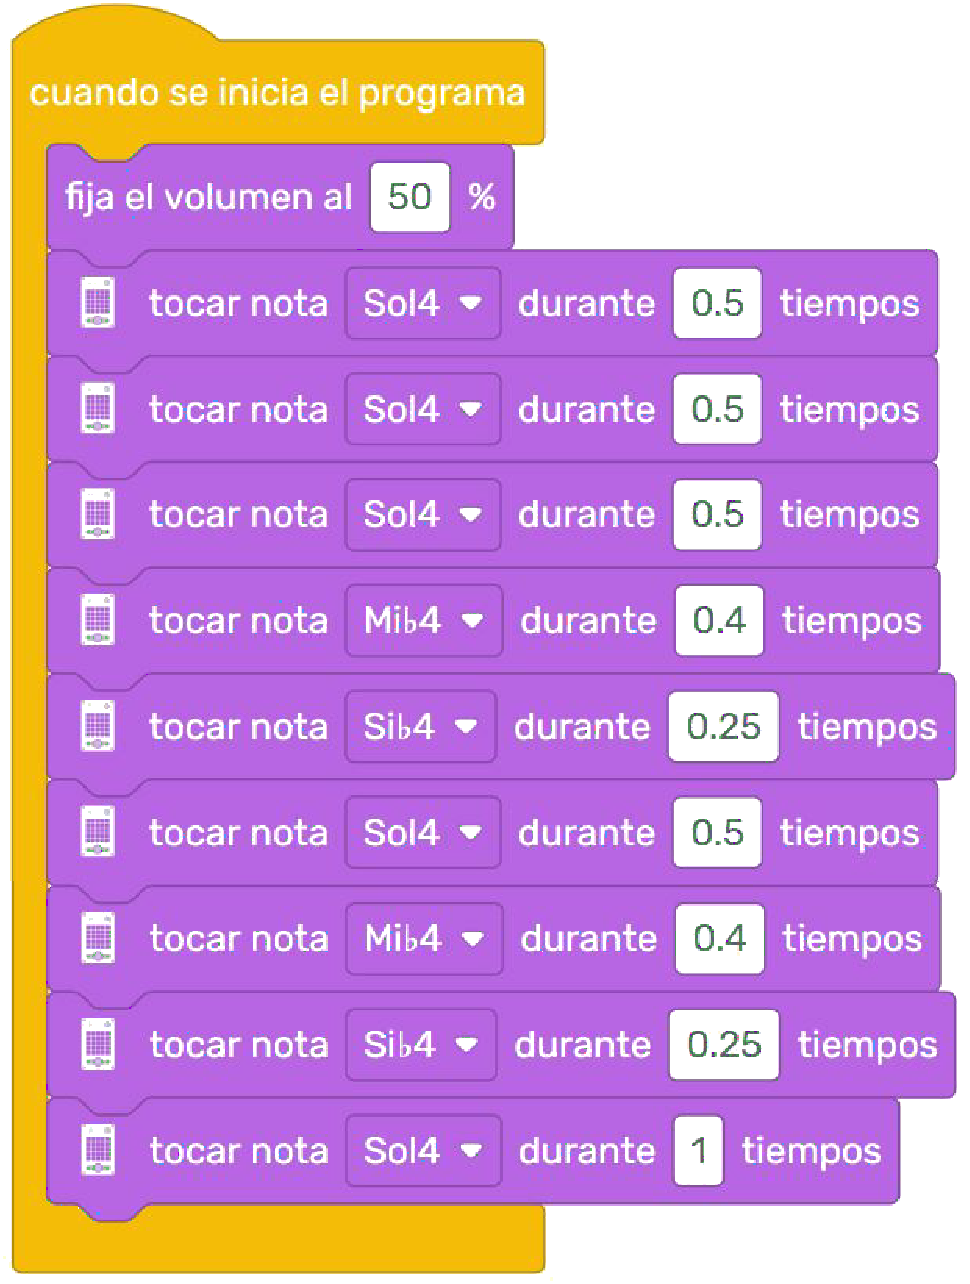 cuando se inicia el programa
fija el volumen al 50 %
tocar nota Sol4 durante 0.5 tiempos
tocar nota Sol4 durante 0.5 tiempos
tocar nota Sol4 durante 0.5 tiempos
tocar nota Mi♭4 durante 0.4 tiempos
tocar nota Si♭4 durante 0.25 tiempos
tocar nota Sol4 durante 0.5 tiempos
tocar nota Mi♭4 durante 0.4 tiempos
tocar nota Si♭4 durante 0.25 tiempos
tocar nota Sol4 durante 1 tiempos